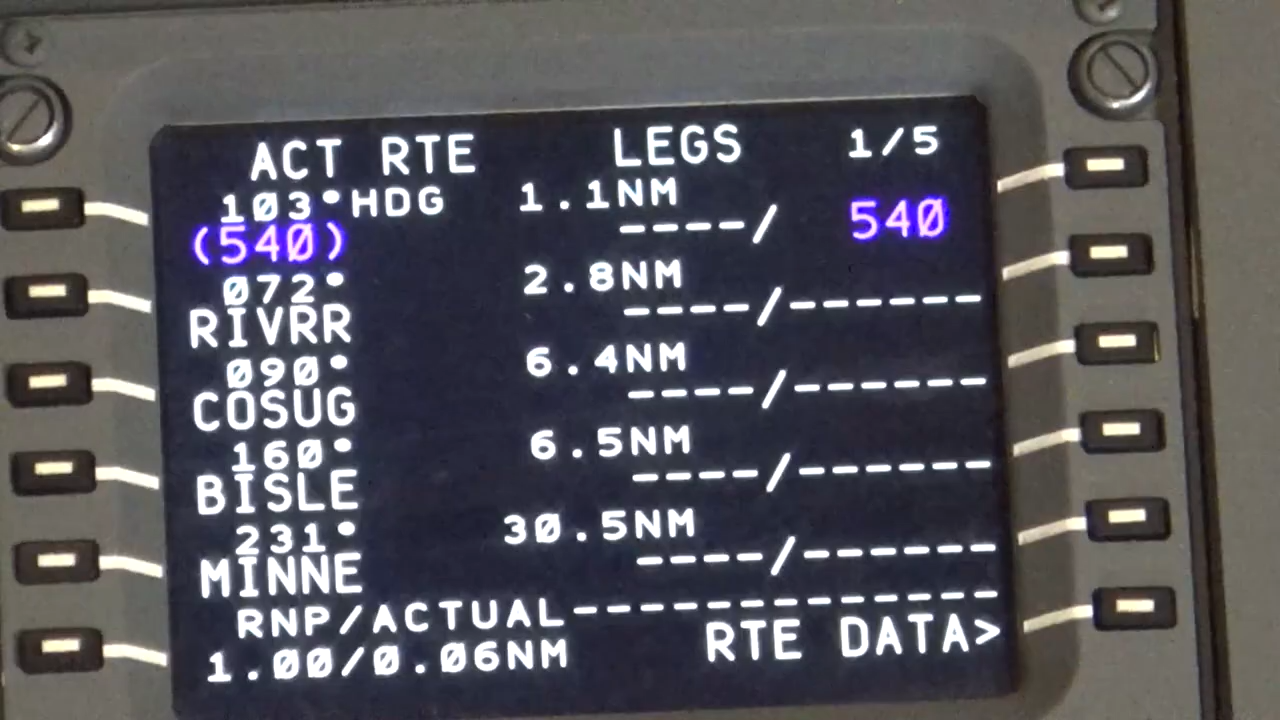 ACT RTE LEGS 1/5
103°HDG 1.1NM
(540) ----/ 540
072° 2.8NM
RIVRR ----/------
090° 6.4NM
COSUG ----/------
160° 6.5NM
BISLE ----/------
231° 30.5NM
MINNE ----/------
RNP/ACTUAL-------------
1.00/0.06NM RTE DATA>